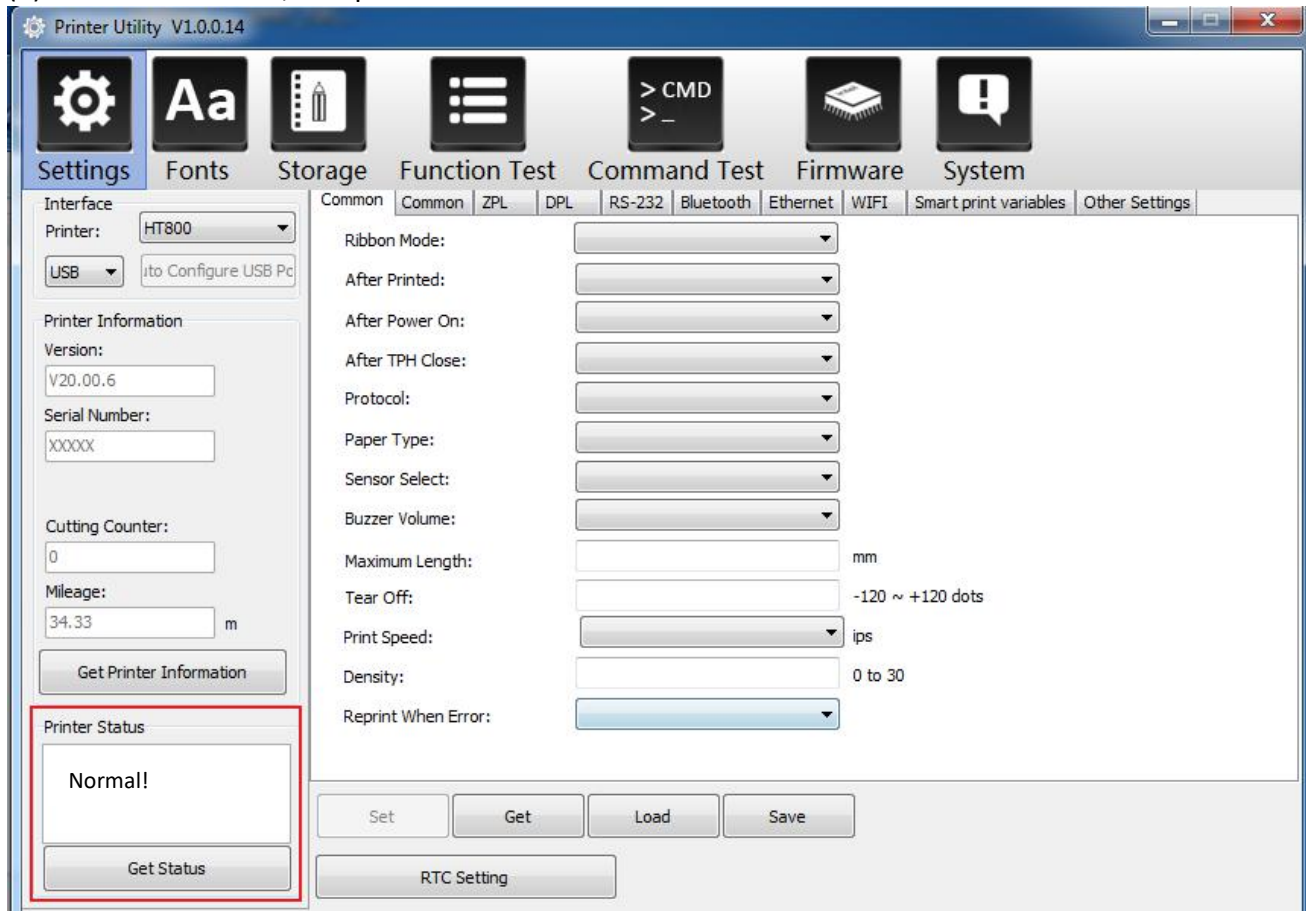 Printer Utility V1.0.0.14
Aa
> CMD
> _
Settings Fonts Storage Function Test Command Test Firmware System
Interface
Printer: HT800
USB uto Configure USB Po
Printer Information
Version:
V20.00.6
Serial Number:
XXXXX
Cutting Counter:
0
Mileage:
34.33 m
Get Printer Information
Printer Status
Normal!
Get Status
Common Common ZPL DPL RS-232 Bluetooth Ethernet WIFI Smart print variables Other Settings
Ribbon Mode:
After Printed:
After Power On:
After TPH Close:
Protocol:
Paper Type:
Sensor Select:
Buzzer Volume:
Maximum Length: mm
Tear Off: -120 ~ +120 dots
Print Speed: ips
Density: 0 to 30
Reprint When Error:
Set Get Load Save
RTC Setting